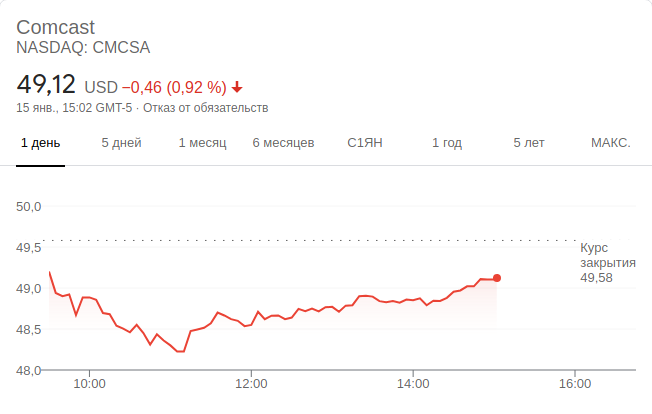 Comcast
NASDAQ: CMCSA
49,12 USD −0,46 (0,92 %)
15 янв., 15:02 GMT-5 · Отказ от обязательств
1 день 5 дней 1 месяц 6 месяцев С1ЯН 1 год 5 лет МАКС.
50,0
49,5
49,0
48,5
48,0
Курс
закрытия
49,58
10:00 12:00 14:00 16:00